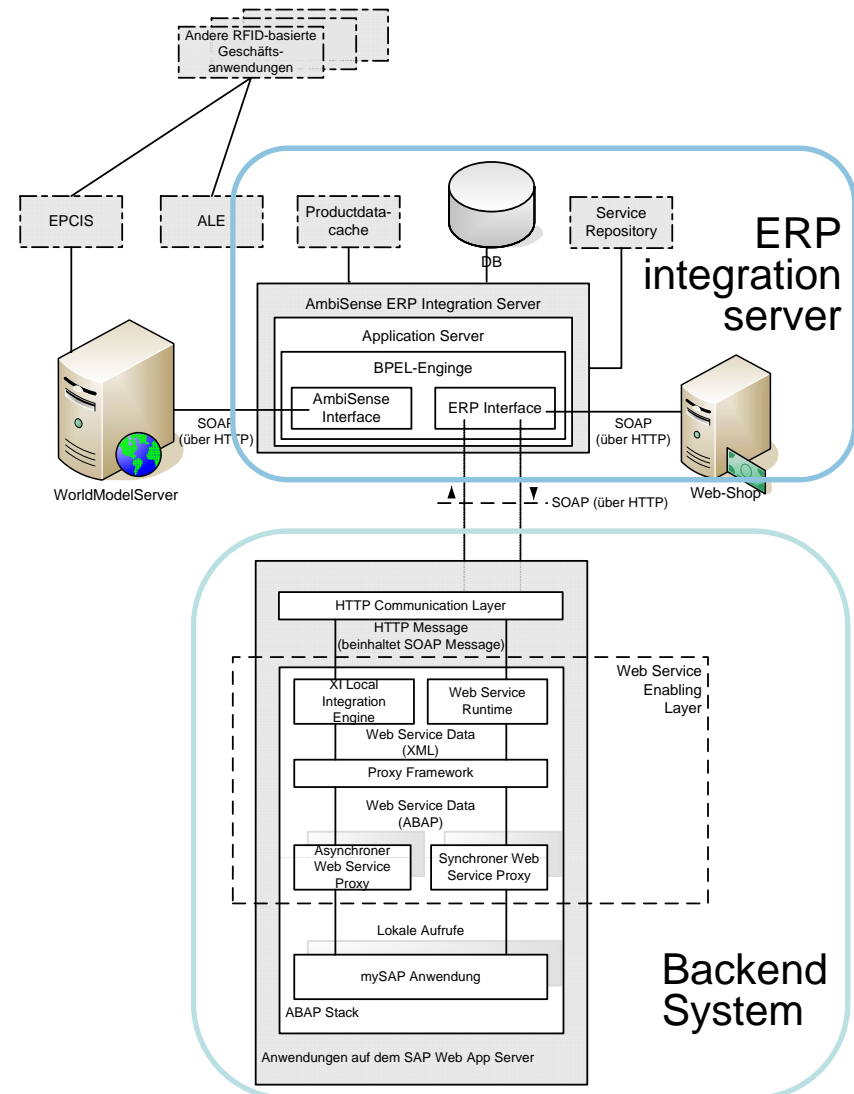 Andere RFID-basierte
Geschäfts-
anwendungen
EPCIS
ALE
Productdata-
cache
DB
Service
Repository
ERP
integration
server
AmbiSense ERP Integration Server
Application Server
BPEL-Enginge
AmbiSense
Interface
ERP Interface
SOAP
(über HTTP)
SOAP
(über HTTP)
WorldModelServer
Web-Shop
SOAP (über HTTP)
HTTP Communication Layer
HTTP Message
(beinhaltet SOAP Message)
Web Service
Enabling
Layer
XI Local
Integration
Engine
Web Service
Runtime
Web Service Data
(XML)
Proxy Framework
Web Service Data
(ABAP)
Asynchroner
Web Service
Proxy
Synchroner Web
Service Proxy
Lokale Aufrufe
mySAP Anwendung
ABAP Stack
Backend
System
Anwendungen auf dem SAP Web App Server